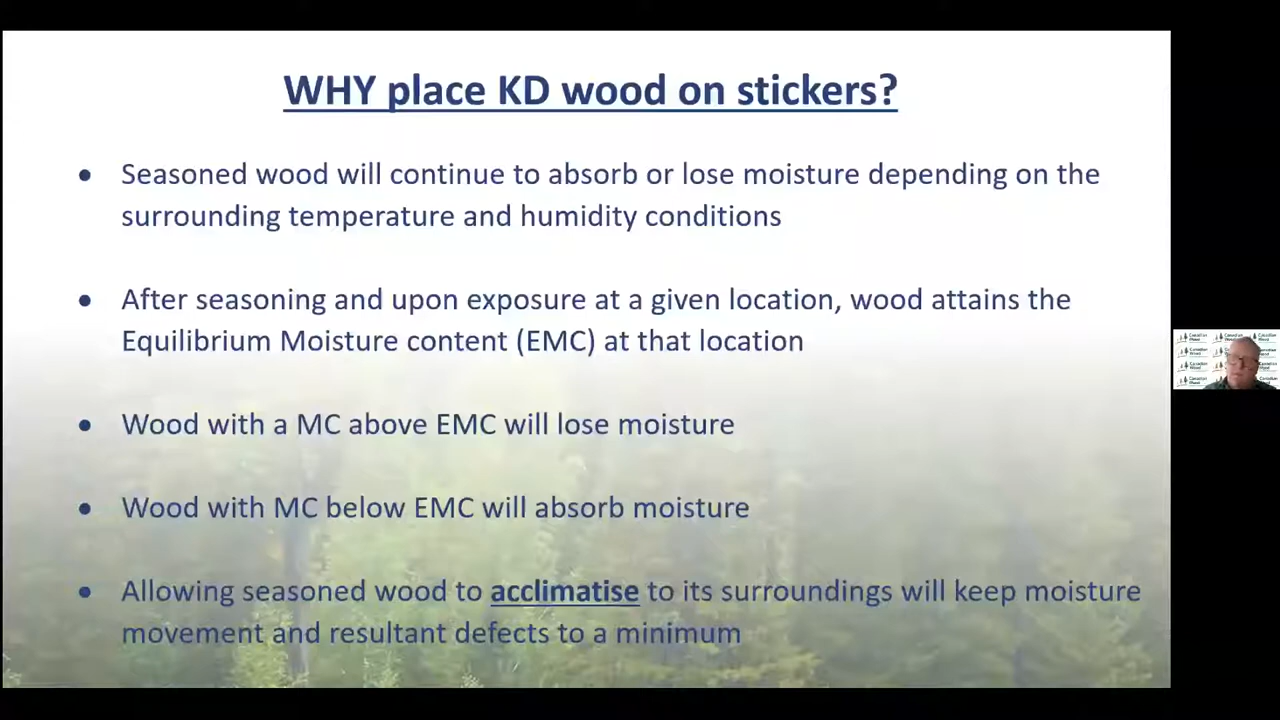 WHY place KD wood on stickers?
• Seasoned wood will continue to absorb or lose moisture depending on the
surrounding temperature and humidity conditions
• After seasoning and upon exposure at a given location, wood attains the
Equilibrium Moisture content (EMC) at that location
• Wood with a MC above EMC will lose moisture
• Wood with MC below EMC will absorb moisture
• Allowing seasoned wood to acclimatise to its surroundings will keep moisture
movement and resultant defects to a minimum
Canadian
Wood